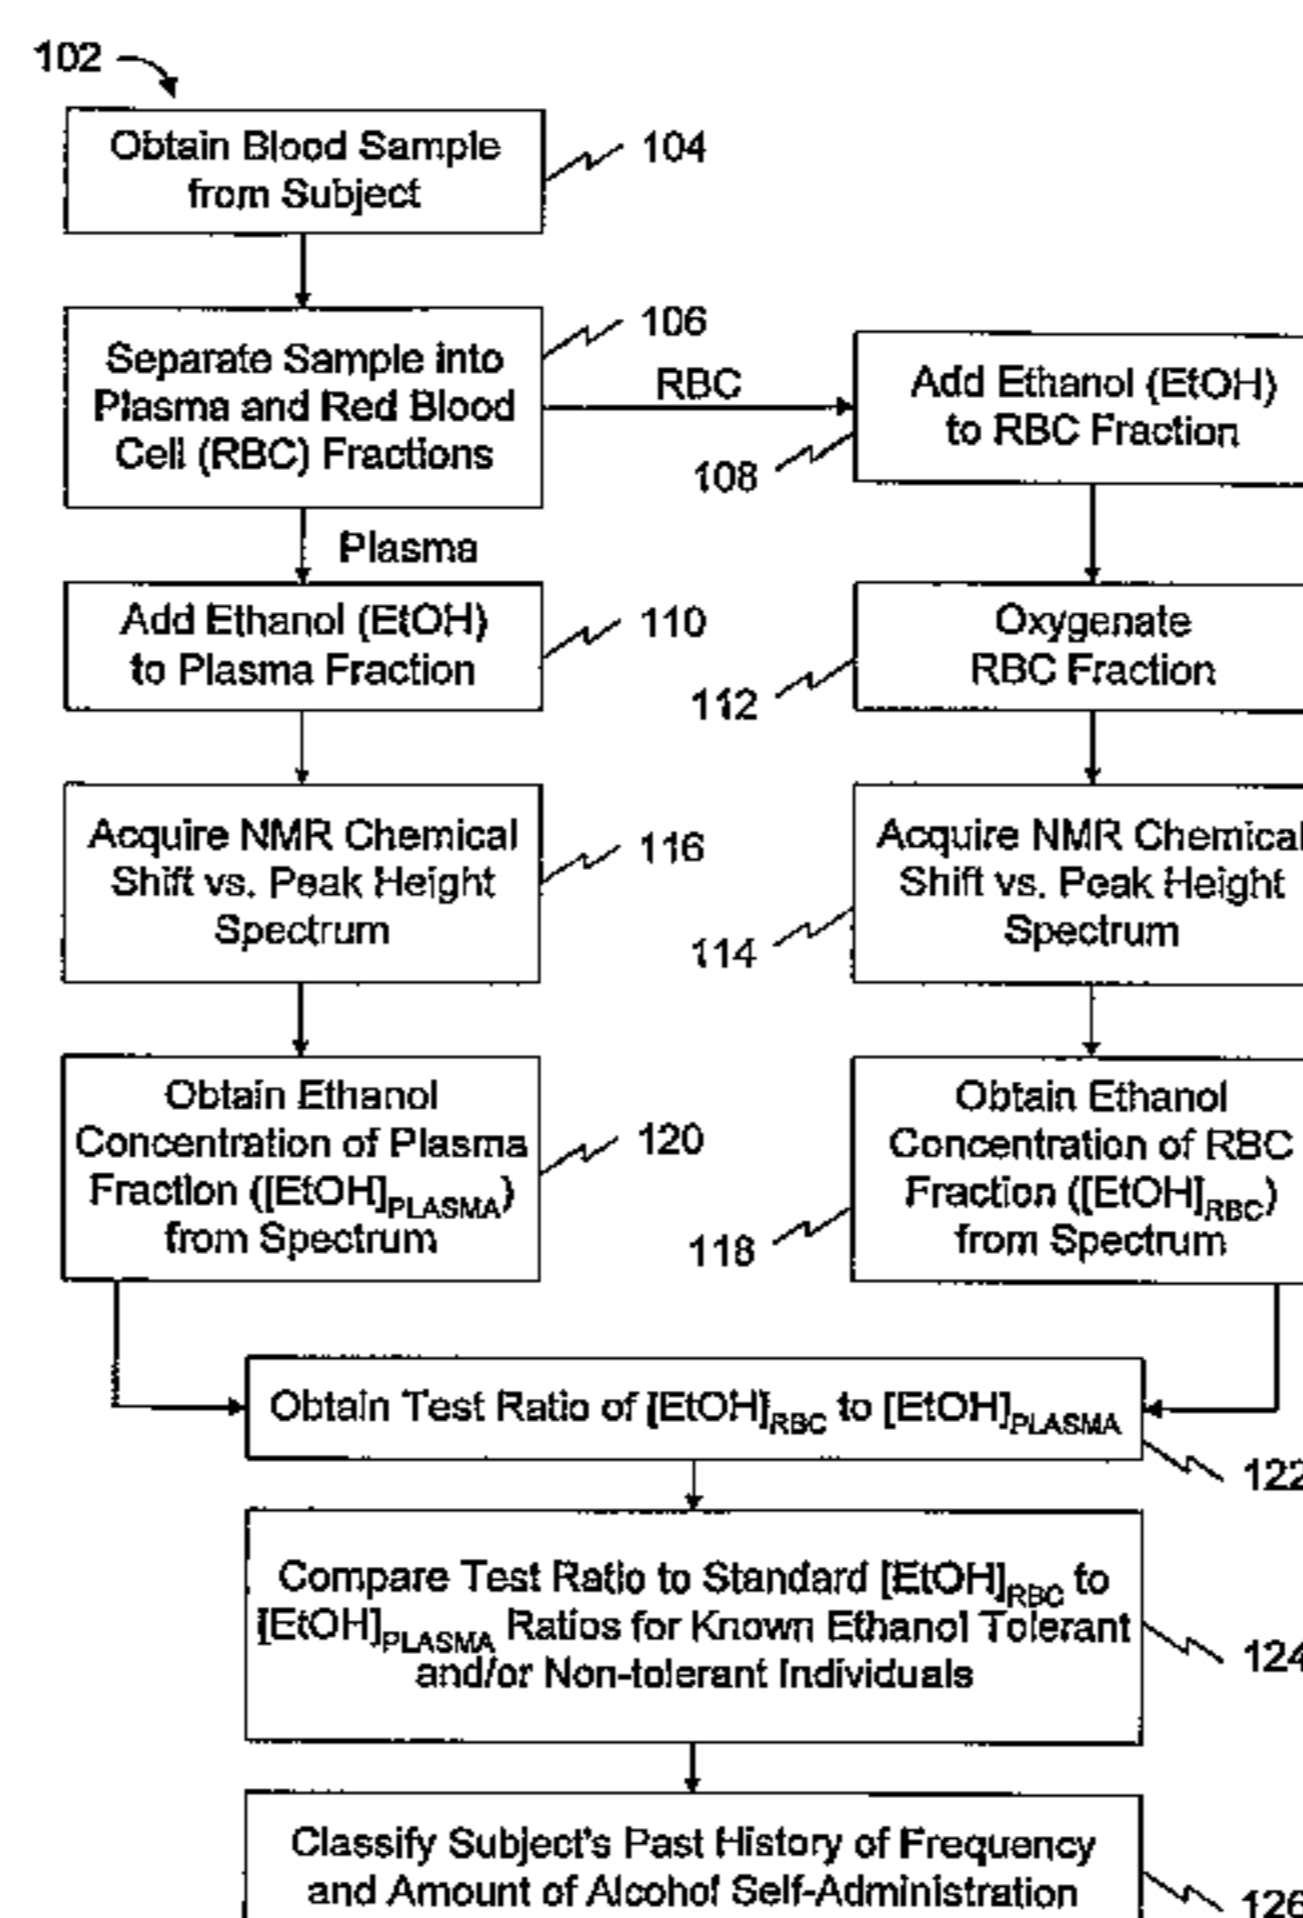 102
Obtain Blood Sample
from Subject
104
Separate Sample into
Plasma and Red Blood
Cell (RBC) Fractions
106
RBC
Add Ethanol (EtOH)
to RBC Fraction
108
Plasma
Add Ethanol (EtOH)
to Plasma Fraction
110
Oxygenate
RBC Fraction
112
Acquire NMR Chemical
Shift vs. Peak Height
Spectrum
116
Acquire NMR Chemical
Shift vs. Peak Height
Spectrum
114
Obtain Ethanol
Concentration of Plasma
Fraction ([EtOH]PLASMA)
from Spectrum
120
Obtain Ethanol
Concentration of RBC
Fraction ([EtOH]RBC)
from Spectrum
118
Obtain Test Ratio of [EtOH]RBC to [EtOH]PLASMA
122
Compare Test Ratio to Standard [EtOH]RBC to
[EtOH]PLASMA Ratios for Known Ethanol Tolerant
and/or Non-tolerant Individuals
124
Classify Subject's Past History of Frequency
and Amount of Alcohol Self-Administration
126